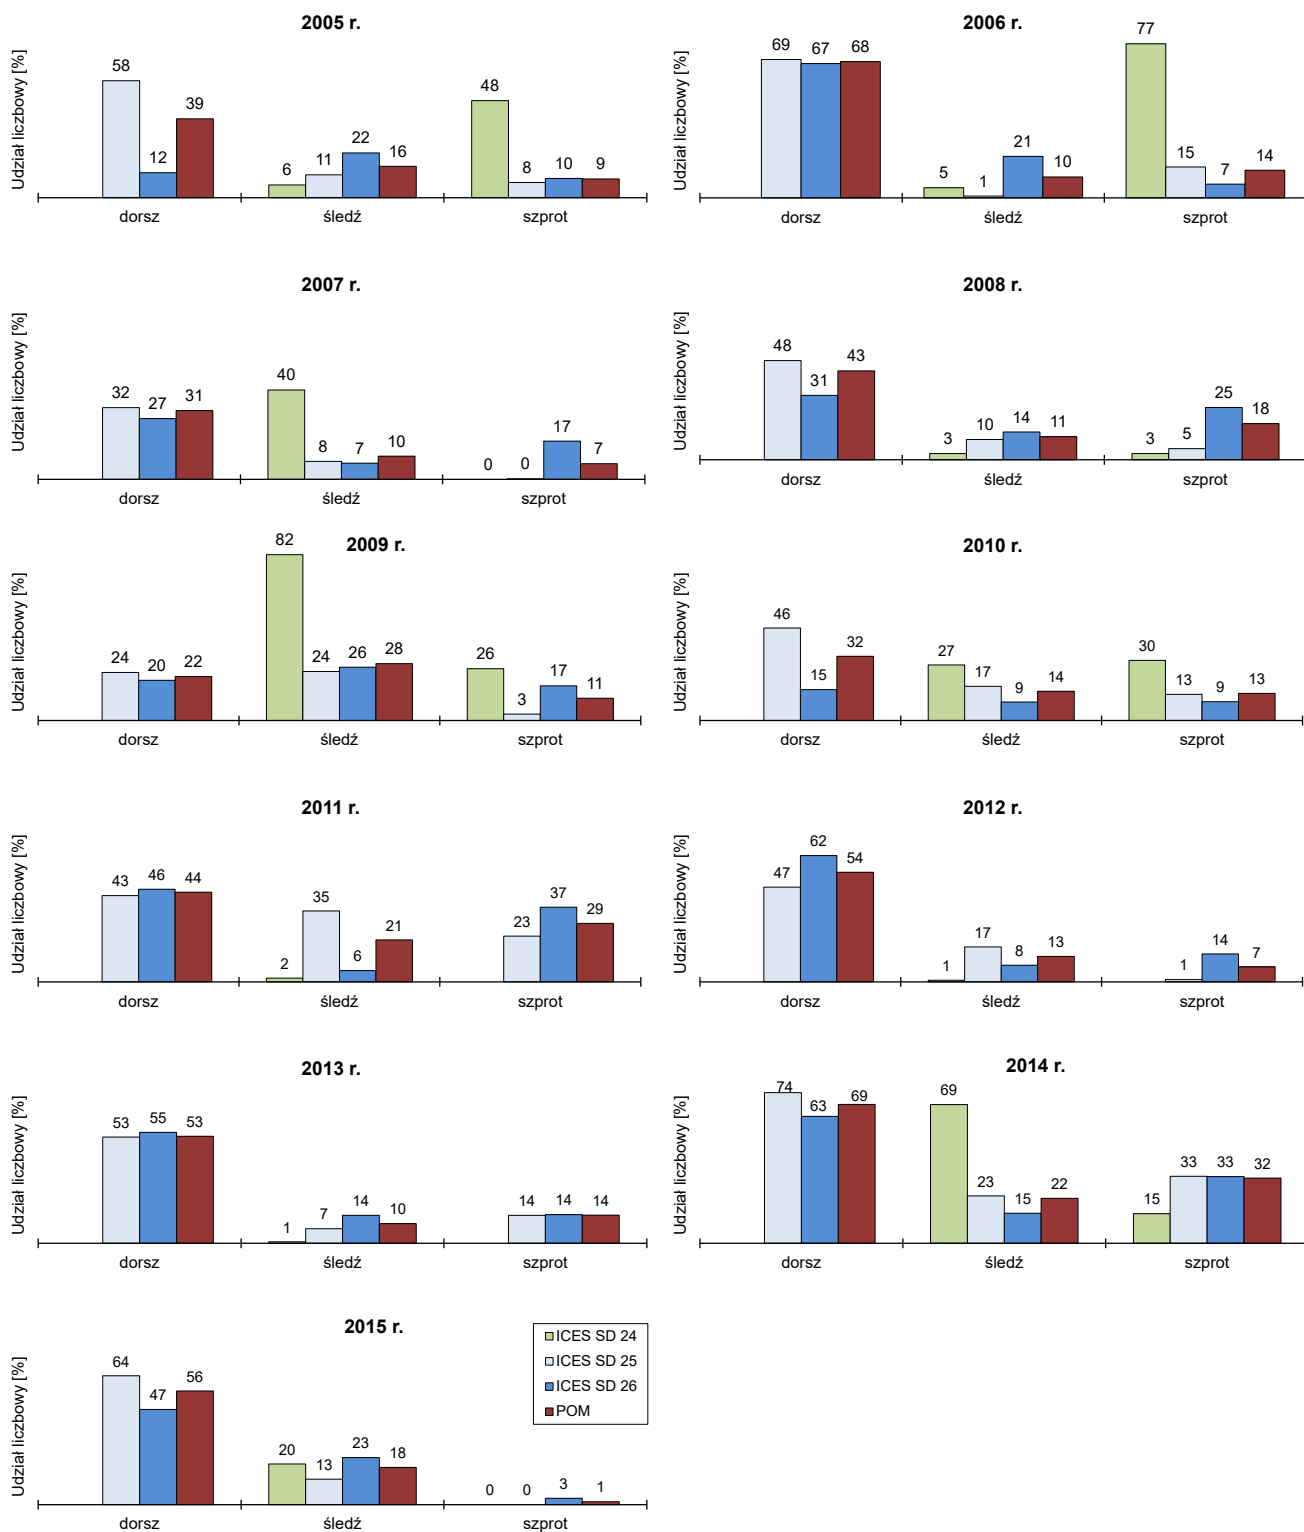 2005 r.
Udział liczbowy [%]
58 12 39 6 11 22 16 48 8 10 9
dorsz śledź szprot
2006 r.
Udział liczbowy [%]
69 67 68 5 1 21 10 77 15 7 14
dorsz śledź szprot
2007 r.
Udział liczbowy [%]
32 27 31 40 8 7 10 0 0 17 7
dorsz śledź szprot
2008 r.
Udział liczbowy [%]
48 31 43 3 10 14 11 3 5 25 18
dorsz śledź szprot
2009 r.
Udział liczbowy [%]
24 20 22 82 24 26 28 26 3 17 11
dorsz śledź szprot
2010 r.
Udział liczbowy [%]
46 15 32 27 17 9 14 30 13 9 13
dorsz śledź szprot
2011 r.
Udział liczbowy [%]
43 46 44 2 35 6 21 23 37 29
dorsz śledź szprot
2012 r.
Udział liczbowy [%]
47 62 54 1 17 8 13 1 14 7
dorsz śledź szprot
2013 r.
Udział liczbowy [%]
53 55 53 1 7 14 10 14 14 14
dorsz śledź szprot
2014 r.
Udział liczbowy [%]
74 63 69 69 23 15 22 15 33 33 32
dorsz śledź szprot
2015 r.
Udział liczbowy [%]
64 47 56 20 13 23 18 0 0 3 1
dorsz śledź szprot
ICES SD 24
ICES SD 25
ICES SD 26
POM